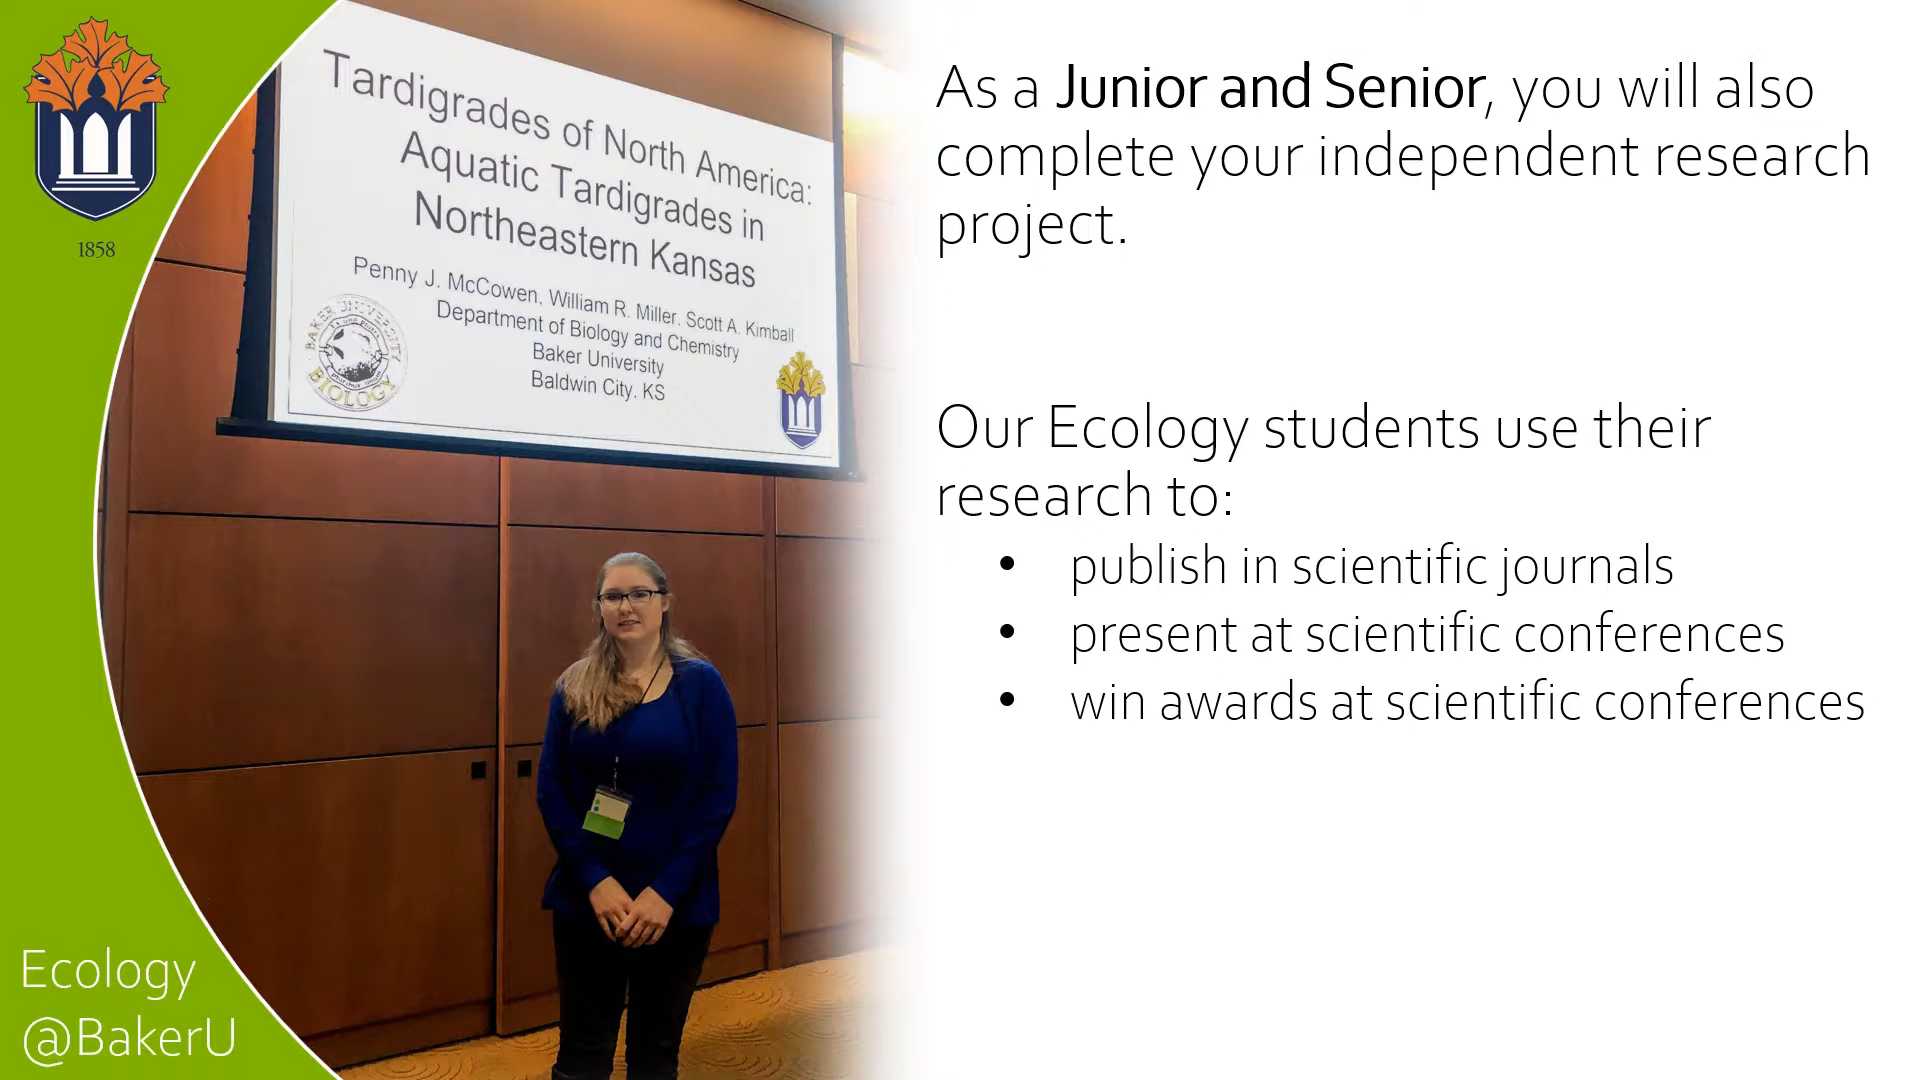 1858
Tardigrades of North America:
Aquatic Tardigrades in
Northeastern Kansas
Penny J. McCowen, William R. Miller, Scott A. Kimball
Department of Biology and Chemistry
Baker University
Baldwin City, KS
BAKER UNIVERSITY
BIOLOGY
As a Junior and Senior, you will also
complete your independent research
project.
Our Ecology students use their
research to:
• publish in scientific journals
• present at scientific conferences
• win awards at scientific conferences
Ecology
@BakerU